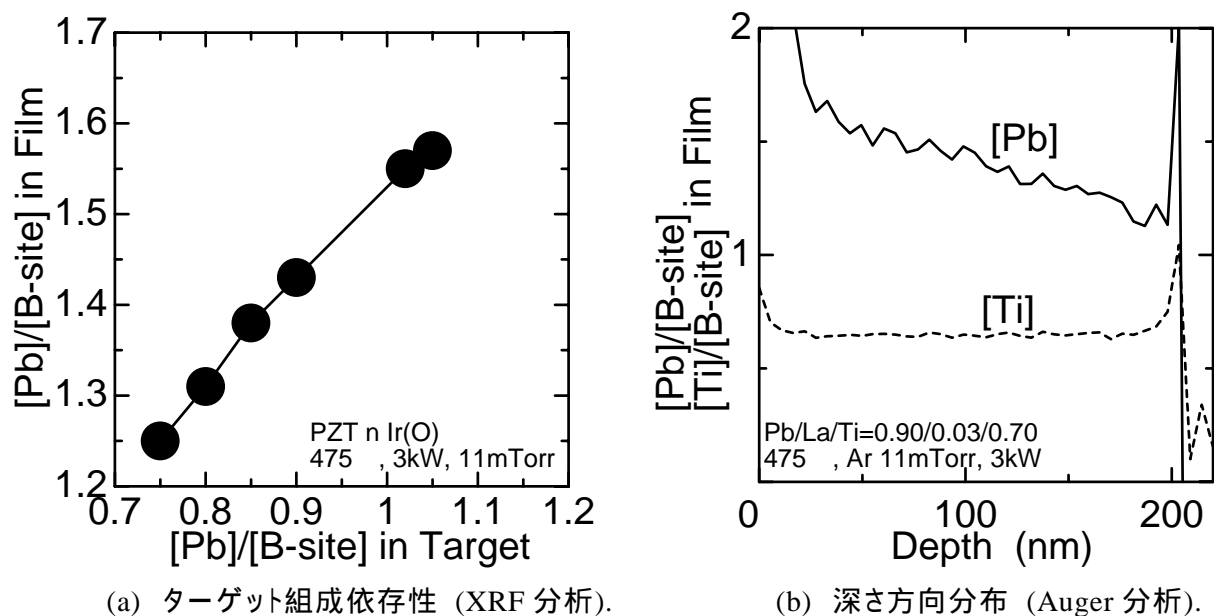 1.7
1.6
1.5
1.4
1.3
1.2
0.7 0.8 0.9 1 1.1 1.2
[Pb]/[B-site] in Film
[Pb]/[B-site] in Target
PZT n Ir(O)
475 , 3kW, 11mTorr
(a) ターゲット組成依存性 (XRF 分析).
2
1
0 100 200
[Pb]/[B-site]
[Ti]/[B-site] in Film
[Pb]
[Ti]
Pb/La/Ti=0.90/0.03/0.70
475 , Ar 11mTorr, 3kW
Depth (nm)
(b) 深さ方向分布 (Auger 分析).